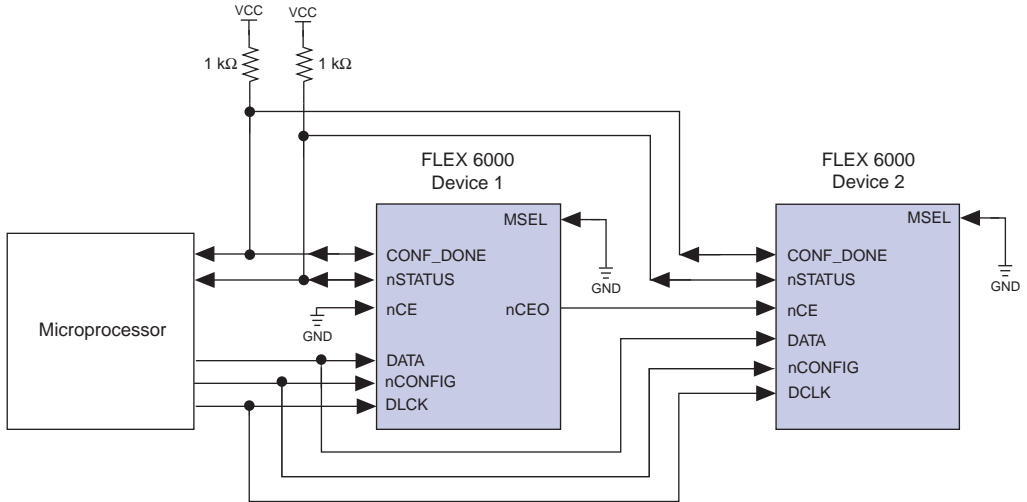 VCC VCC
1 kΩ 1 kΩ
FLEX 6000
Device 1
FLEX 6000
Device 2
MSEL
GND
MSEL
GND
Microprocessor
CONF_DONE
nSTATUS
GND
nCE
nCEO
DATA
nCONFIG
DLCK
CONF_DONE
nSTATUS
nCE
DATA
nCONFIG
DCLK